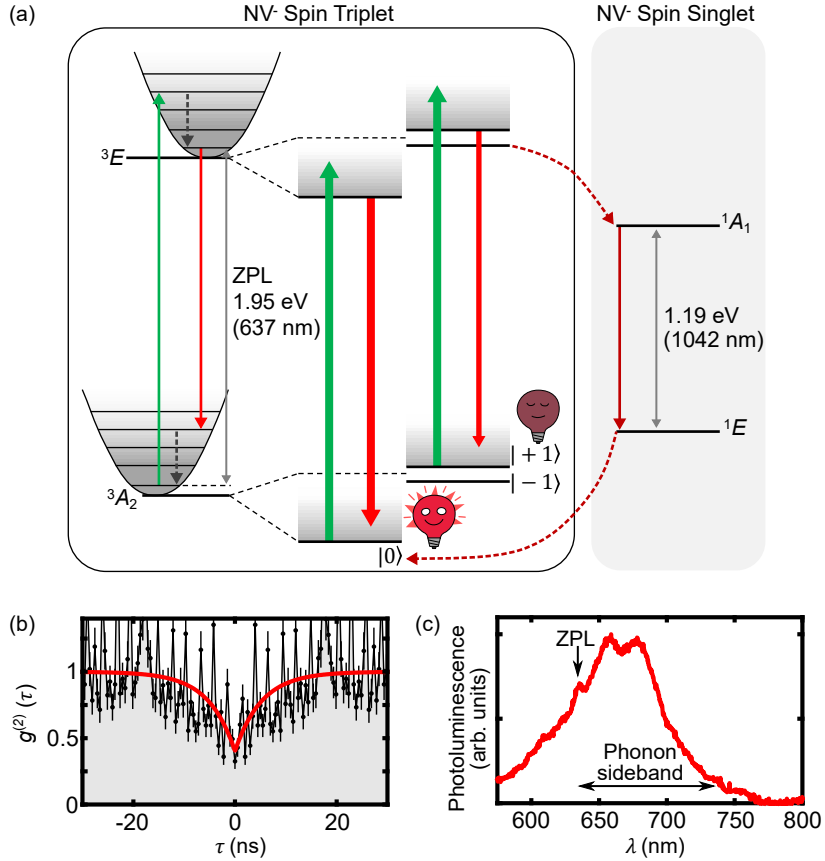 (a)
NV⁻ Spin Triplet
NV⁻ Spin Singlet
³E
¹A₁
ZPL
1.95 eV
(637 nm)
1.19 eV
(1042 nm)
¹E
|+1⟩
|−1⟩
³A₂
|0⟩
(b)
g⁽²⁾(τ)
1
0.5
0
-20
0
20
τ (ns)
(c)
Photoluminescence
(arb. units)
ZPL
Phonon
sideband
600
650
700
750
800
λ (nm)